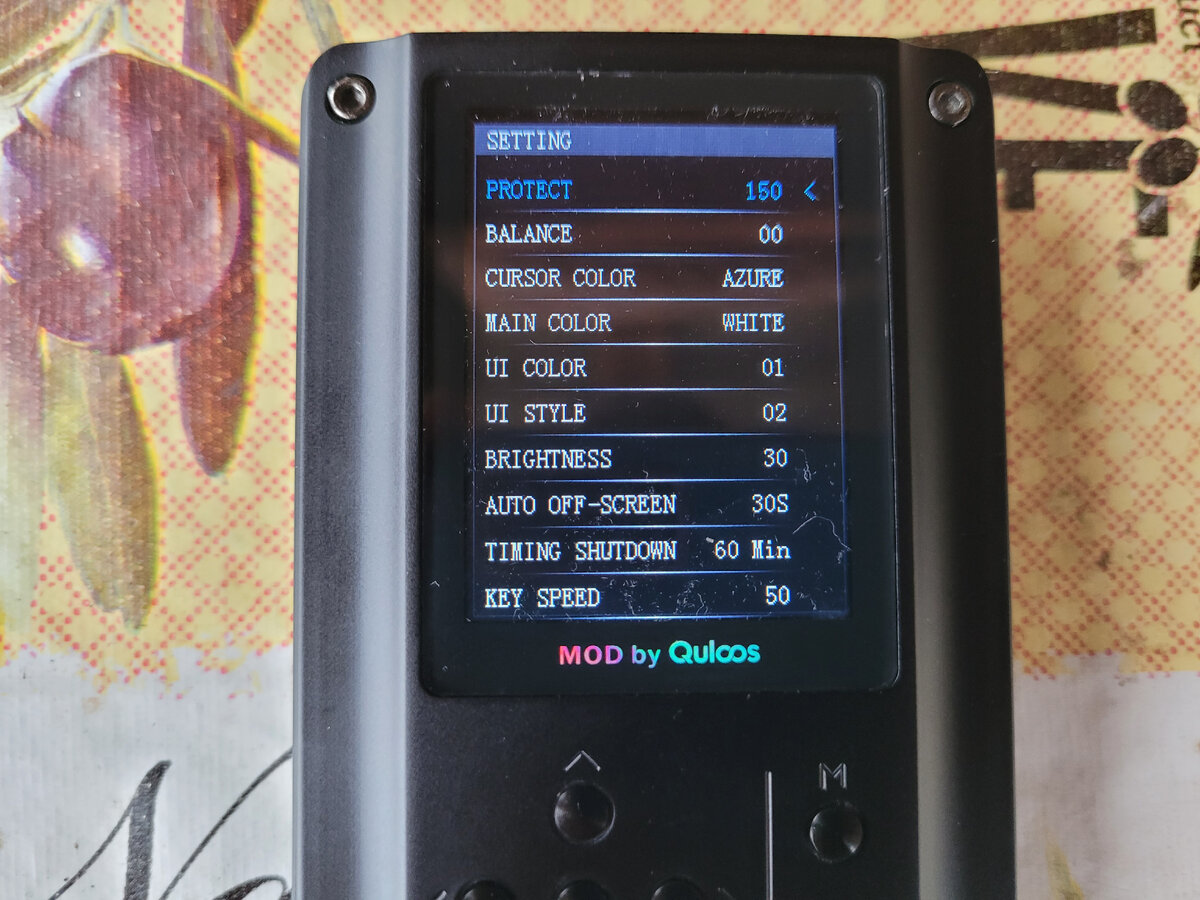 SETTING
PROTECT 150 <
BALANCE 00
CURSOR COLOR AZURE
MAIN COLOR WHITE
UI COLOR 01
UI STYLE 02
BRIGHTNESS 30
AUTO OFF-SCREEN 30S
TIMING SHUTDOWN 60 Min
KEY SPEED 50
MOD by Quloos
M